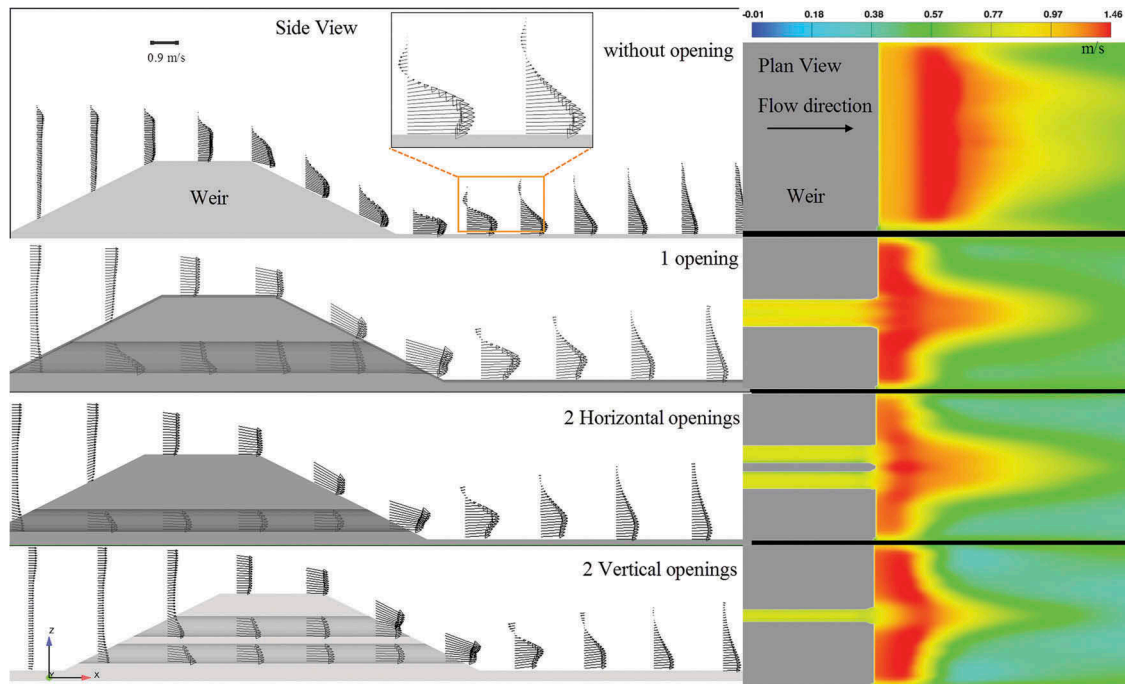 Side View
0.9 m/s
without opening
Weir
1 opening
2 Horizontal openings
2 Vertical openings
z
Y
x
-0.01 0.18 0.38 0.57 0.77 0.97 1.46
m/s
Plan View
Flow direction
Weir